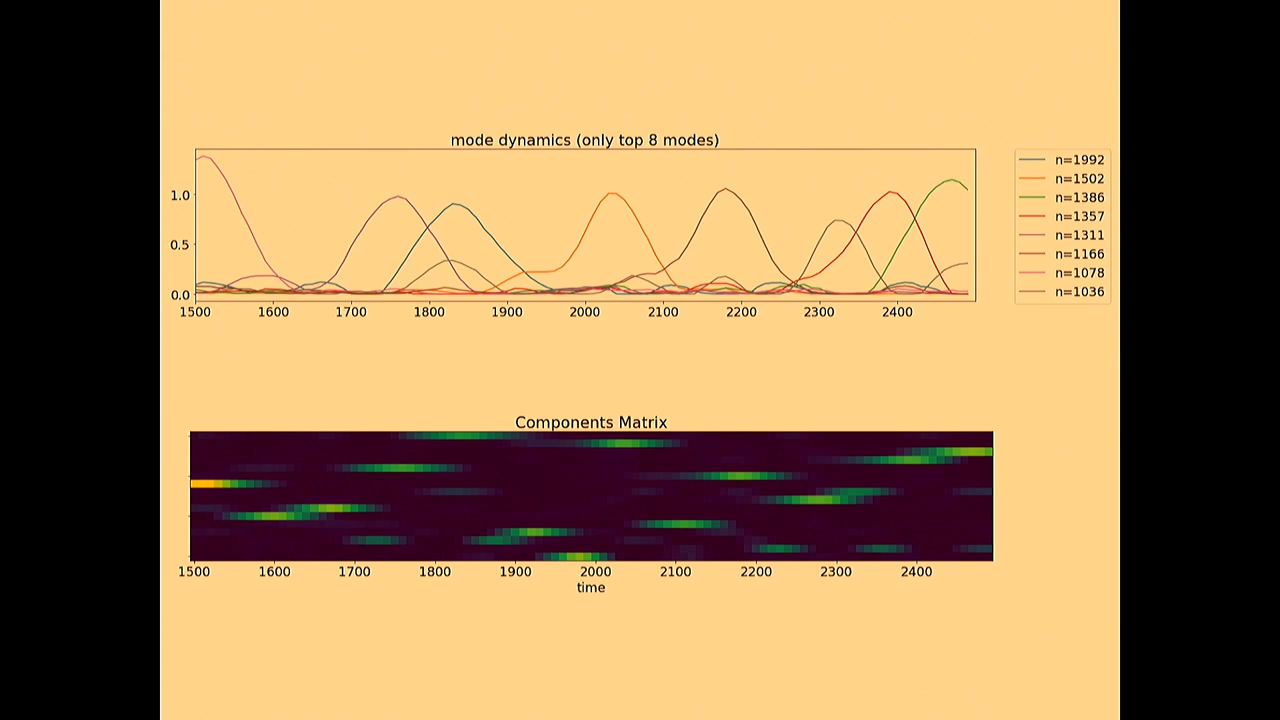 mode dynamics (only top 8 modes)
1.0
0.5
0.0
1500 1600 1700 1800 1900 2000 2100 2200 2300 2400
n=1992
n=1502
n=1386
n=1357
n=1311
n=1166
n=1078
n=1036
Components Matrix
1500 1600 1700 1800 1900 2000 2100 2200 2300 2400
time